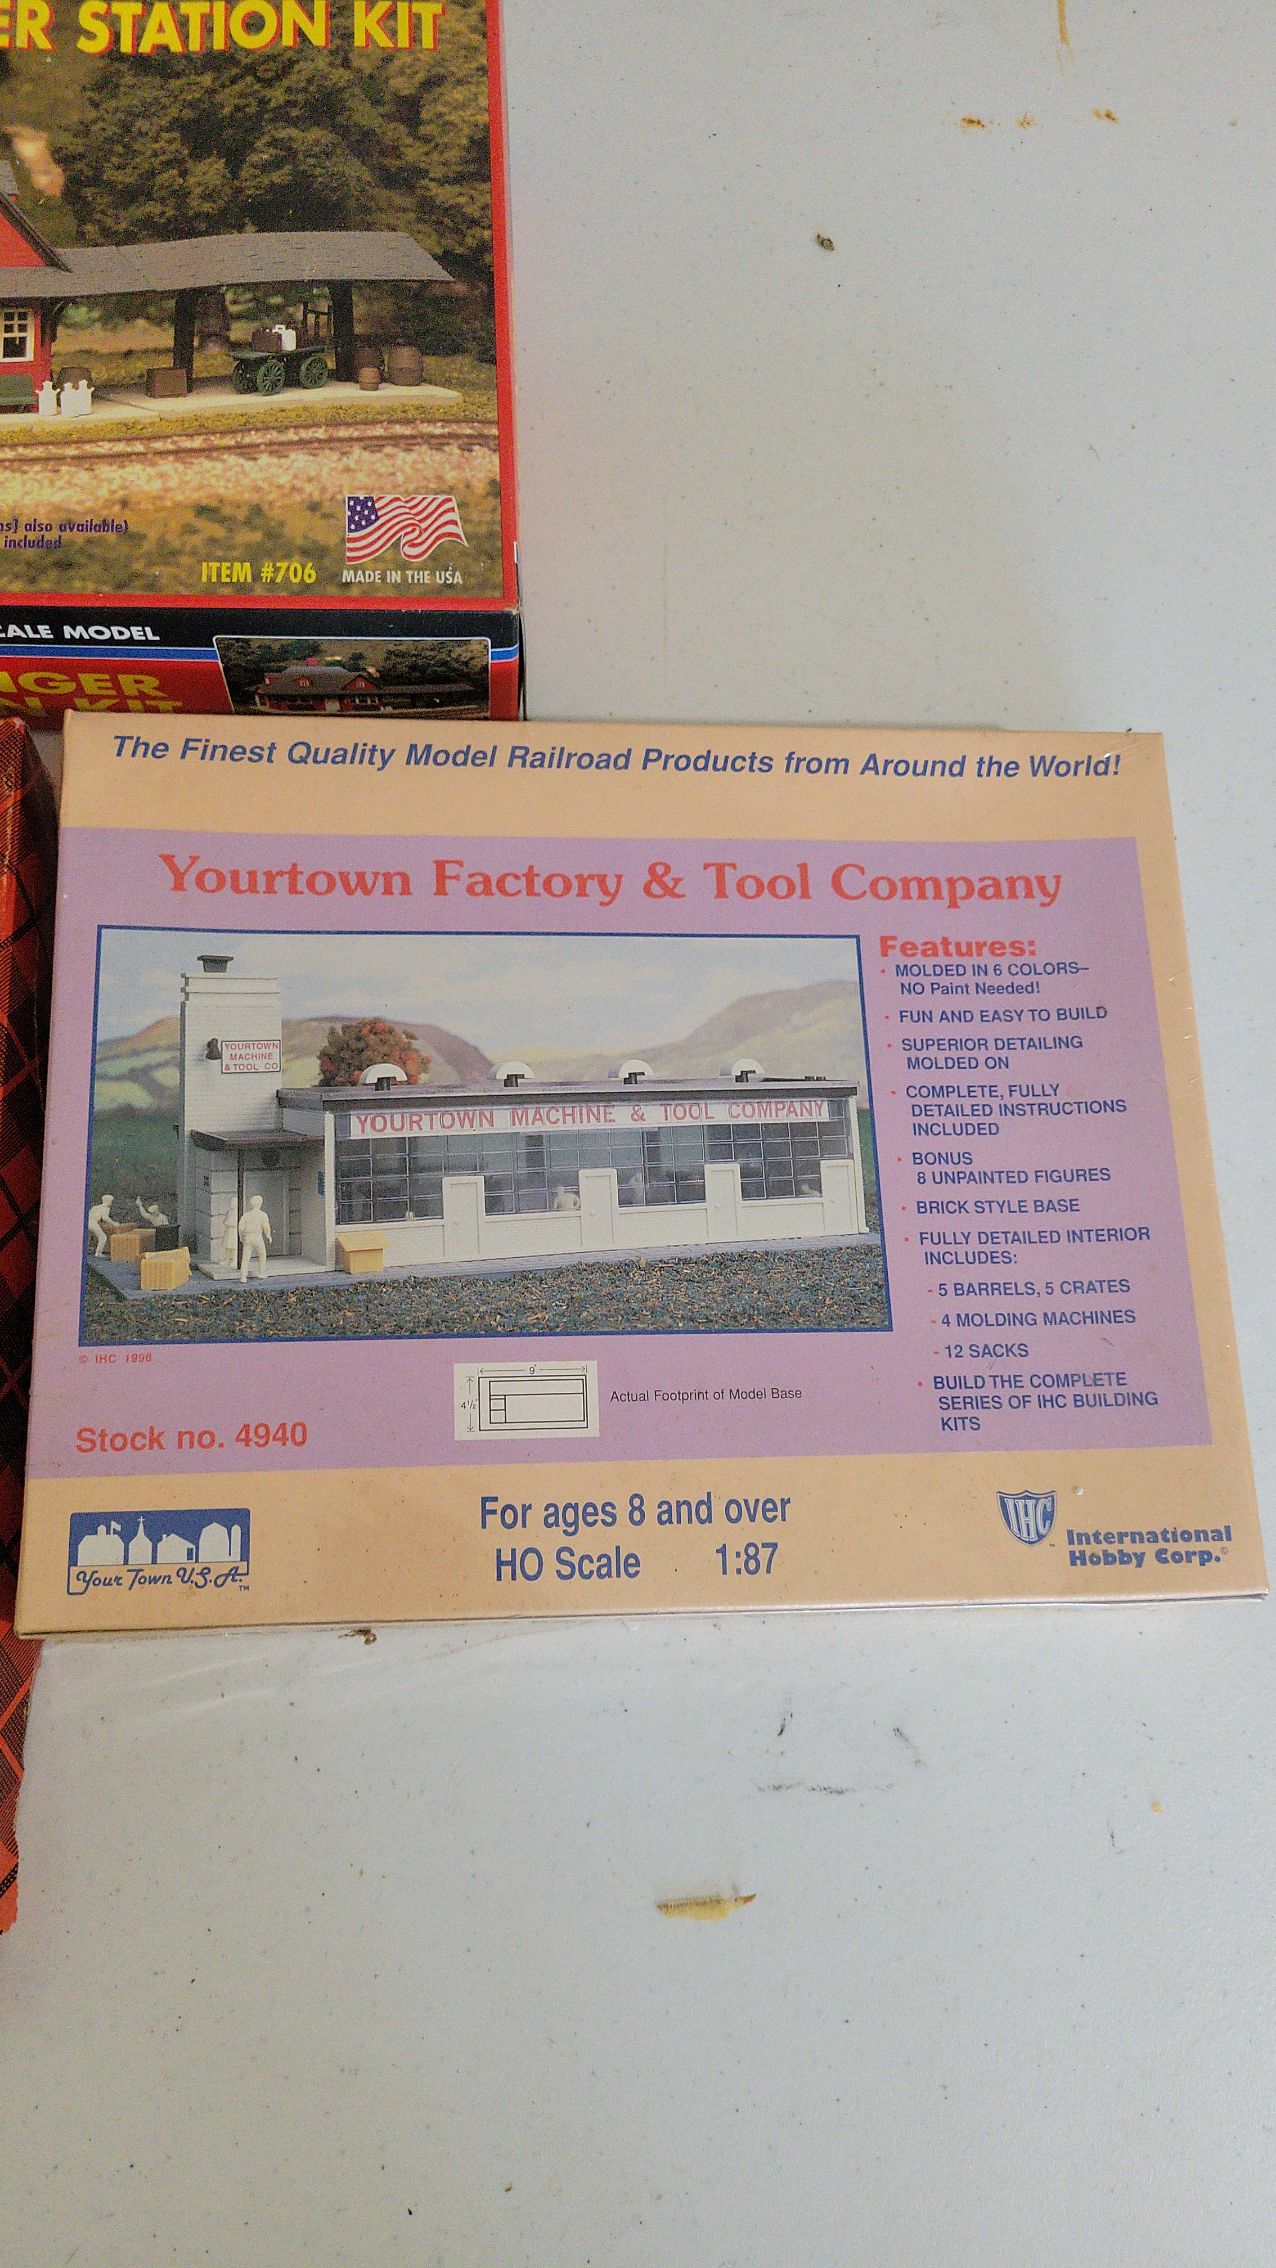 STATION KIT
also available)
included
ITEM #706
MADE IN THE USA
MODEL
The Finest Quality Model Railroad Products from Around the World!
Yourtown Factory & Tool Company
YOURTOWN
MACHINE
& TOOL CO
YOURTOWN MACHINE & TOOL COMPANY
Features:
• MOLDED IN 6 COLORS–
NO Paint Needed!
• FUN AND EASY TO BUILD
• SUPERIOR DETAILING
MOLDED ON
• COMPLETE, FULLY
DETAILED INSTRUCTIONS
INCLUDED
• BONUS
8 UNPAINTED FIGURES
• BRICK STYLE BASE
• FULLY DETAILED INTERIOR
INCLUDES:
- 5 BARRELS, 5 CRATES
- 4 MOLDING MACHINES
- 12 SACKS
• BUILD THE COMPLETE
SERIES OF IHC BUILDING
KITS
© IHC 1998
9"
4½"
Actual Footprint of Model Base
Stock no. 4940
Your Town U.S.A.™
For ages 8 and over
HO Scale 1:87
IHC™
International
Hobby Corp.©